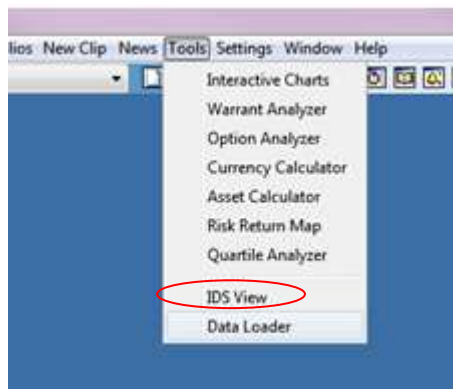 lios New Clip News Tools Settings Window Help
Interactive Charts
Warrant Analyzer
Option Analyzer
Currency Calculator
Asset Calculator
Risk Return Map
Quartile Analyzer
IDS View
Data Loader